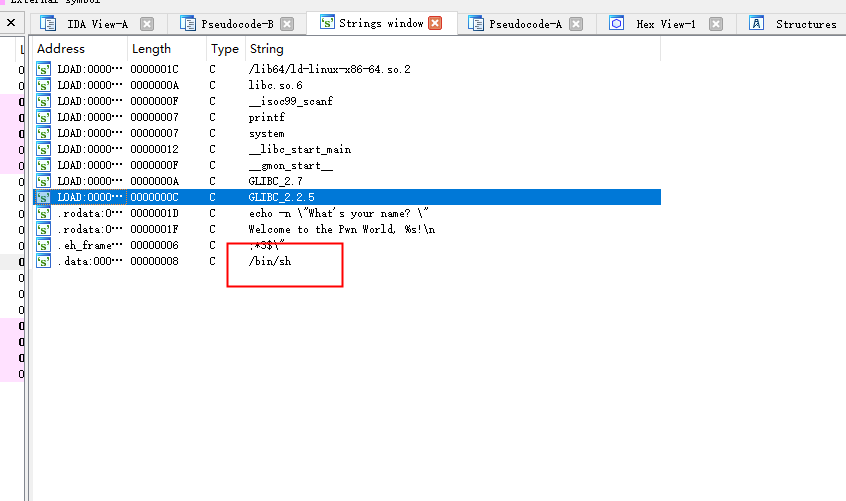 External symbol
IDA View-A Pseudocode-B Strings window Pseudocode-A Hex View-1 Structures
Address Length Type String
LOAD:0000… 0000001C C /lib64/ld-linux-x86-64.so.2
LOAD:0000… 0000000A C libc.so.6
LOAD:0000… 0000000F C __isoc99_scanf
LOAD:0000… 00000007 C printf
LOAD:0000… 00000007 C system
LOAD:0000… 00000012 C __libc_start_main
LOAD:0000… 0000000F C __gmon_start__
LOAD:0000… 0000000A C GLIBC_2.7
LOAD:0000… 0000000C C GLIBC_2.2.5
.rodata:0… 0000001D C echo -n \"What's your name? \"
.rodata:0… 0000001F C Welcome to the Pwn World, %s!\n
.eh_frame… 00000006 C ;*3$\"
.data:000… 00000008 C /bin/sh